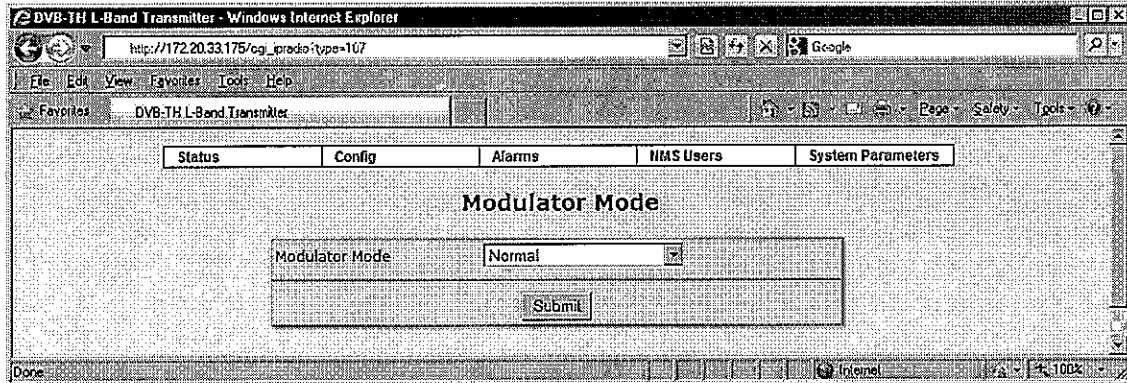 DVB-TH L-Band Transmitter - Windows Internet Explorer
http://172.20.33.175/cgi_ipradio?type=107
Google
File Edit View Favorites Tools Help
Favorites DVB-TH L-Band Transmitter Page Safety Tools
Status Config Alarms NMS Users System Parameters
Modulator Mode
Modulator Mode Normal
Submit
Done Internet 100%